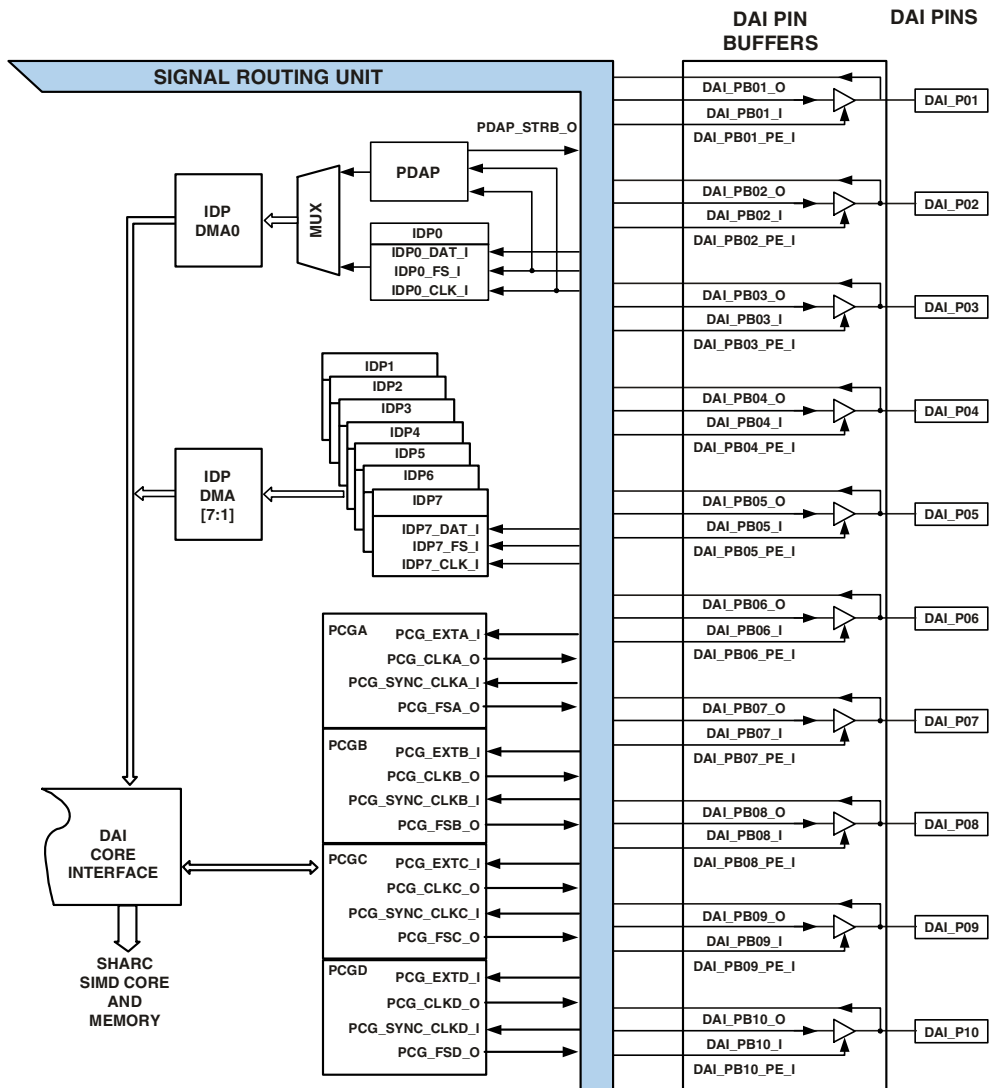 DAI PIN
BUFFERS
DAI PINS
SIGNAL ROUTING UNIT
PDAP_STRB_O
PDAP
MUX
IDP
DMA0
IDP0
IDP0_DAT_I
IDP0_FS_I
IDP0_CLK_I
IDP1
IDP2
IDP3
IDP4
IDP5
IDP6
IDP7
IDP7_DAT_I
IDP7_FS_I
IDP7_CLK_I
IDP
DMA
[7:1]
PCGA
PCG_EXTA_I
PCG_CLKA_O
PCG_SYNC_CLKA_I
PCG_FSA_O
PCGB
PCG_EXTB_I
PCG_CLKB_O
PCG_SYNC_CLKB_I
PCG_FSB_O
PCGC
PCG_EXTC_I
PCG_CLKC_O
PCG_SYNC_CLKC_I
PCG_FSC_O
PCGD
PCG_EXTD_I
PCG_CLKD_O
PCG_SYNC_CLKD_I
PCG_FSD_O
DAI
CORE
INTERFACE
SHARC
SIMD CORE
AND
MEMORY
DAI_PB01_O
DAI_PB01_I
DAI_PB01_PE_I
DAI_P01
DAI_PB02_O
DAI_PB02_I
DAI_PB02_PE_I
DAI_P02
DAI_PB03_O
DAI_PB03_I
DAI_PB03_PE_I
DAI_P03
DAI_PB04_O
DAI_PB04_I
DAI_PB04_PE_I
DAI_P04
DAI_PB05_O
DAI_PB05_I
DAI_PB05_PE_I
DAI_P05
DAI_PB06_O
DAI_PB06_I
DAI_PB06_PE_I
DAI_P06
DAI_PB07_O
DAI_PB07_I
DAI_PB07_PE_I
DAI_P07
DAI_PB08_O
DAI_PB08_I
DAI_PB08_PE_I
DAI_P08
DAI_PB09_O
DAI_PB09_I
DAI_PB09_PE_I
DAI_P09
DAI_PB10_O
DAI_PB10_I
DAI_PB10_PE_I
DAI_P10